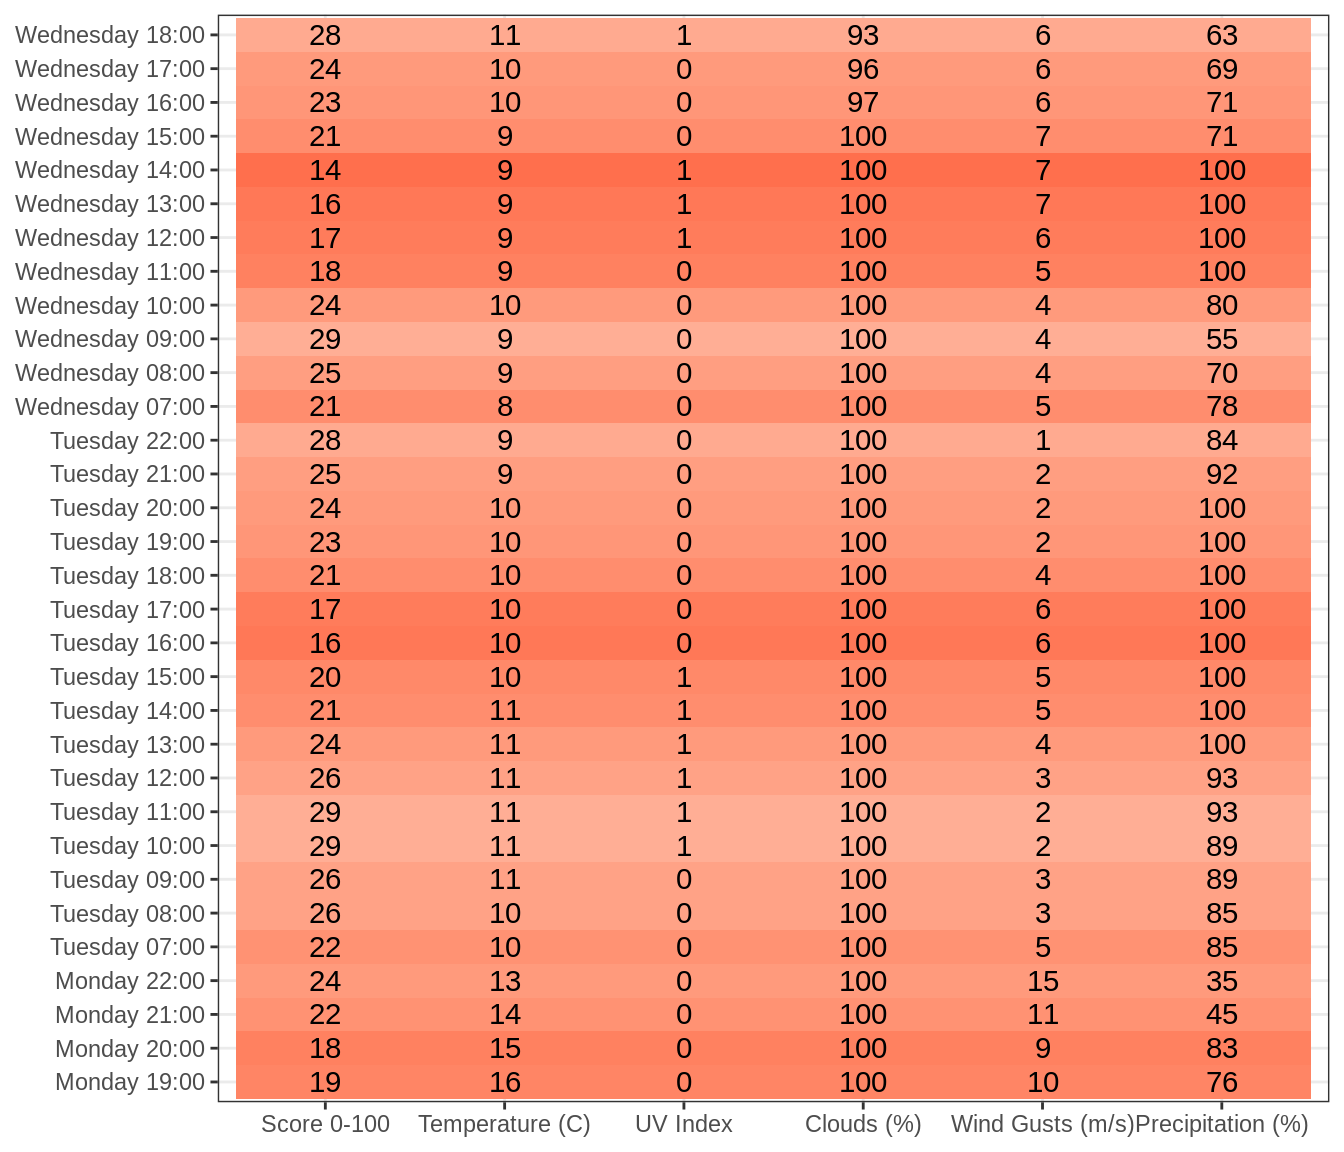 Wednesday 18:00 28 11 1 93 6 63
Wednesday 17:00 24 10 0 96 6 69
Wednesday 16:00 23 10 0 97 6 71
Wednesday 15:00 21 9 0 100 7 71
Wednesday 14:00 14 9 1 100 7 100
Wednesday 13:00 16 9 1 100 7 100
Wednesday 12:00 17 9 1 100 6 100
Wednesday 11:00 18 9 0 100 5 100
Wednesday 10:00 24 10 0 100 4 80
Wednesday 09:00 29 9 0 100 4 55
Wednesday 08:00 25 9 0 100 4 70
Wednesday 07:00 21 8 0 100 5 78
Tuesday 22:00 28 9 0 100 1 84
Tuesday 21:00 25 9 0 100 2 92
Tuesday 20:00 24 10 0 100 2 100
Tuesday 19:00 23 10 0 100 2 100
Tuesday 18:00 21 10 0 100 4 100
Tuesday 17:00 17 10 0 100 6 100
Tuesday 16:00 16 10 0 100 6 100
Tuesday 15:00 20 10 1 100 5 100
Tuesday 14:00 21 11 1 100 5 100
Tuesday 13:00 24 11 1 100 4 100
Tuesday 12:00 26 11 1 100 3 93
Tuesday 11:00 29 11 1 100 2 93
Tuesday 10:00 29 11 1 100 2 89
Tuesday 09:00 26 11 0 100 3 89
Tuesday 08:00 26 10 0 100 3 85
Tuesday 07:00 22 10 0 100 5 85
Monday 22:00 24 13 0 100 15 35
Monday 21:00 22 14 0 100 11 45
Monday 20:00 18 15 0 100 9 83
Monday 19:00 19 16 0 100 10 76
Score 0-100 Temperature (C) UV Index Clouds (%) Wind Gusts (m/s) Precipitation (%)